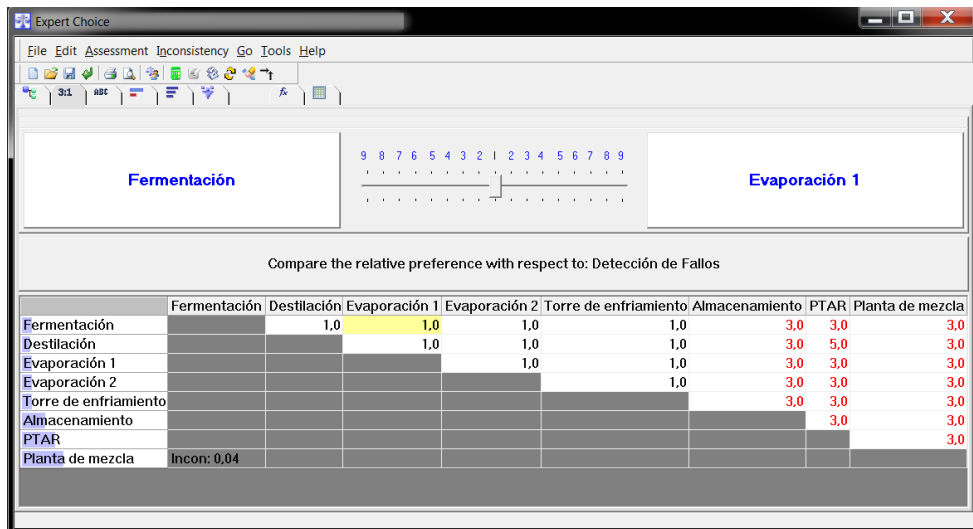 Expert Choice
File Edit Assessment Inconsistency Go Tools Help
3:1 ABC fx
9 8 7 6 5 4 3 2 1 2 3 4 5 6 7 8 9
Fermentación Evaporación 1
Compare the relative preference with respect to: Detección de Fallos
Fermentación Destilación Evaporación 1 Evaporación 2 Torre de enfriamiento Almacenamiento PTAR Planta de mezcla
Fermentación 1,0 1,0 1,0 1,0 3,0 3,0 3,0
Destilación 1,0 1,0 1,0 3,0 5,0 3,0
Evaporación 1 1,0 1,0 3,0 3,0 3,0
Evaporación 2 1,0 3,0 3,0 3,0
Torre de enfriamiento 3,0 3,0 3,0
Almacenamiento 3,0 3,0
PTAR 3,0
Planta de mezcla Incon: 0,04